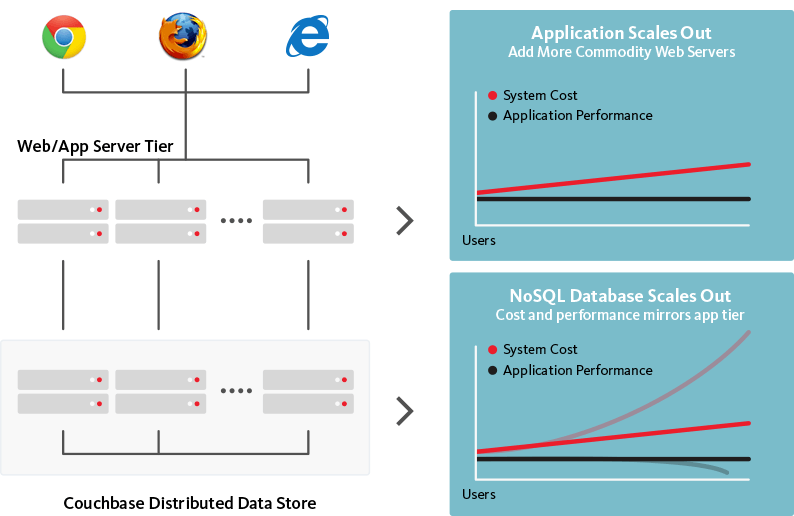 Web/App Server Tier
Couchbase Distributed Data Store
Application Scales Out
Add More Commodity Web Servers
System Cost
Application Performance
Users
NoSQL Database Scales Out
Cost and performance mirrors app tier
System Cost
Application Performance
Users